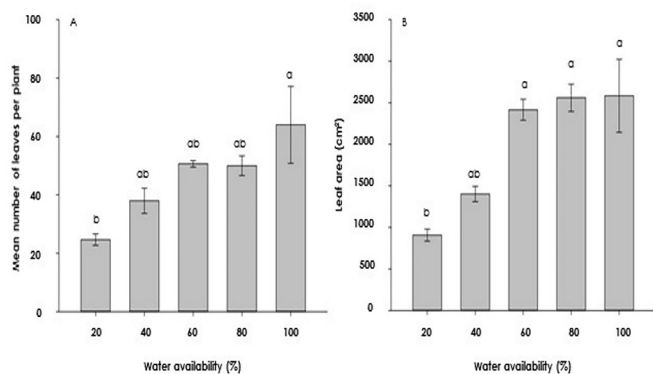 A
Mean number of leaves per plant
100
80
60
40
20
0
b
ab
ab
ab
a
20 40 60 80 100
Water availability (%)
B
Leaf area (cm²)
3500
3000
2500
2000
1500
1000
500
0
b
ab
a
a
a
20 40 60 80 100
Water availability (%)